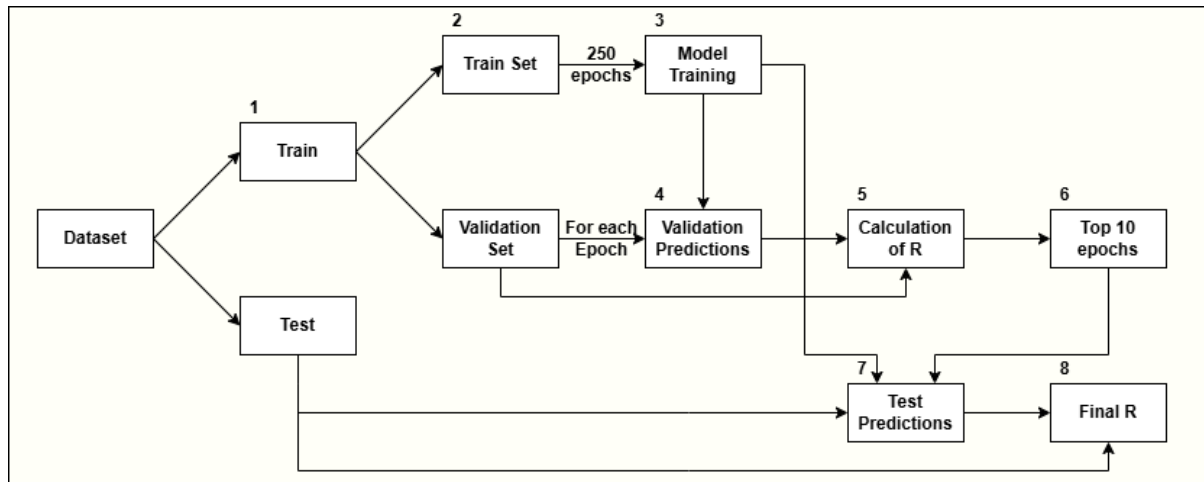 2
Train Set
250
epochs
3
Model
Training
1
Train
Dataset
Validation
Set
For each
Epoch
4
Validation
Predictions
5
Calculation
of R
6
Top 10
epochs
Test
7
Test
Predictions
8
Final R